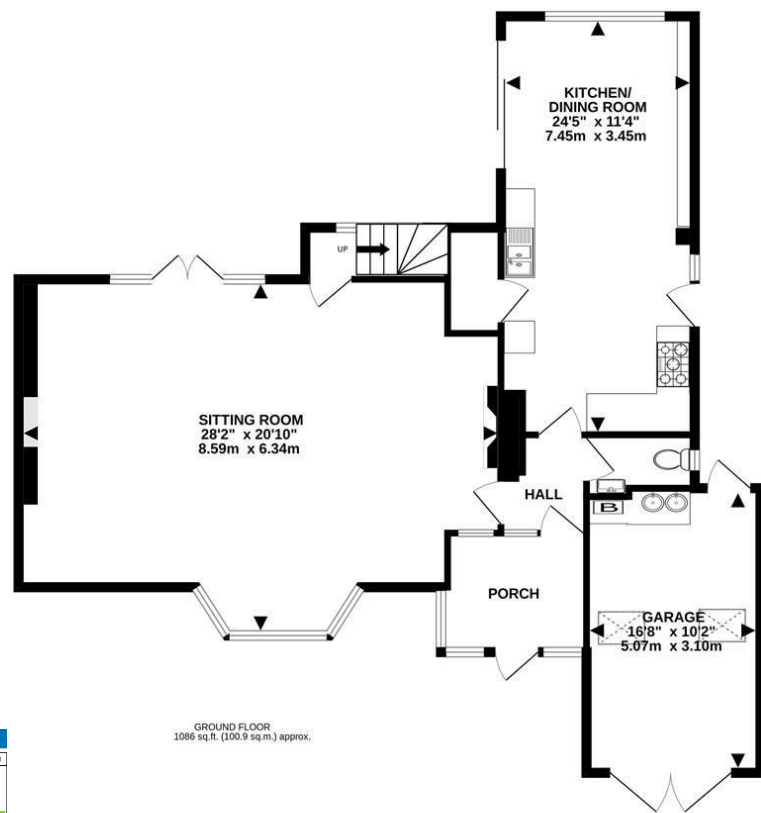 KITCHEN/
DINING ROOM
24'5" x 11'4"
7.45m x 3.45m
UP
SITTING ROOM
28'2" x 20'10"
8.59m x 6.34m
HALL
B
PORCH
GARAGE
16'8" x 10'2"
5.07m x 3.10m
GROUND FLOOR
1086 sq.ft. (100.9 sq.m.) approx.